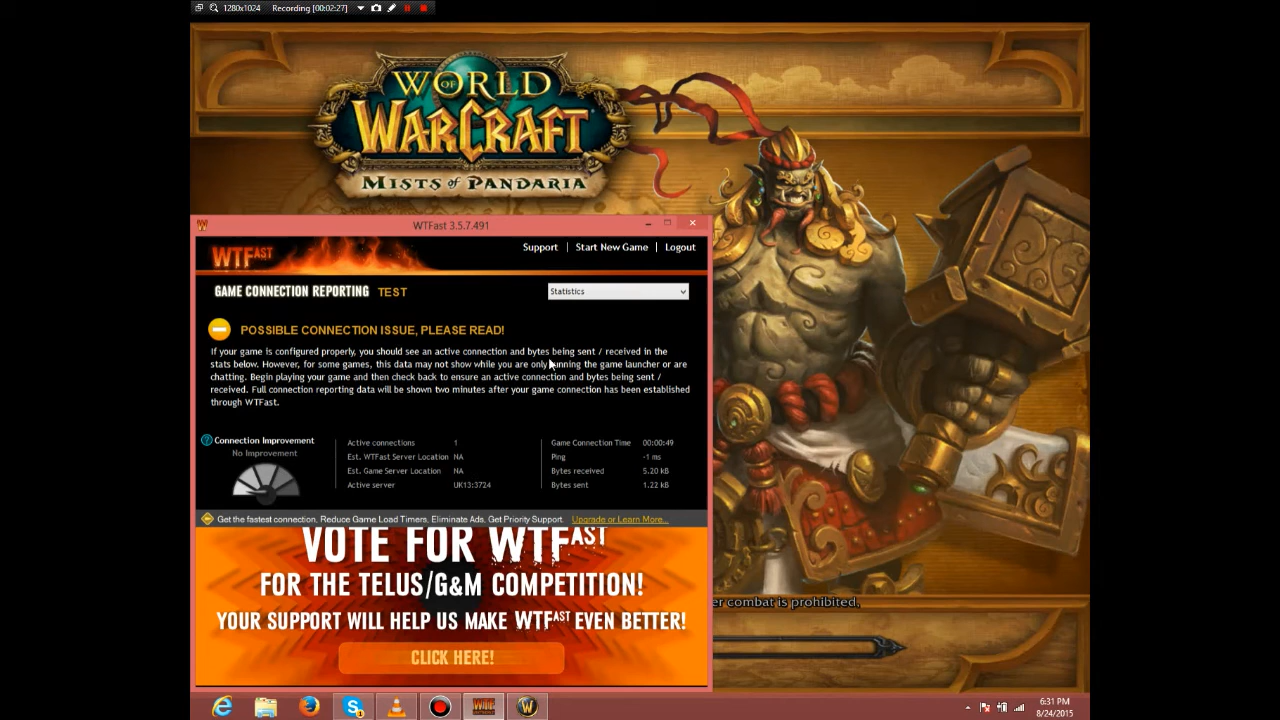 1280x1024 Recording [00:02:27]
WORLD
OF
WARCRAFT
MISTS of PANDARIA
WTFast 3.5.7.491
WTFAST
Support | Start New Game | Logout
GAME CONNECTION REPORTING TEST
Statistics
POSSIBLE CONNECTION ISSUE, PLEASE READ!
If your game is configured properly, you should see an active connection and bytes being sent / received in the
stats below. However, for some games, this data may not show while you are only running the game launcher or are
chatting. Begin playing your game and then check back to ensure an active connection and bytes being sent /
received. Full connection reporting data will be shown two minutes after your game connection has been established
through WTFast.
? Connection Improvement
No Improvement
Active connections 1
Est. WTFast Server Location NA
Est. Game Server Location NA
Active server UK13:3724
Game Connection Time 00:00:49
Ping -1 ms
Bytes received 5.20 kB
Bytes sent 1.22 kB
Get the fastest connection, Reduce Game Load Timers, Eliminate Ads, Get Priority Support. Upgrade or Learn More...
VOTE FOR WTFAST
FOR THE TELUS/G&M COMPETITION!
YOUR SUPPORT WILL HELP US MAKE WTFAST EVEN BETTER!
CLICK HERE!
er combat is prohibited.
6:31 PM
8/24/2015